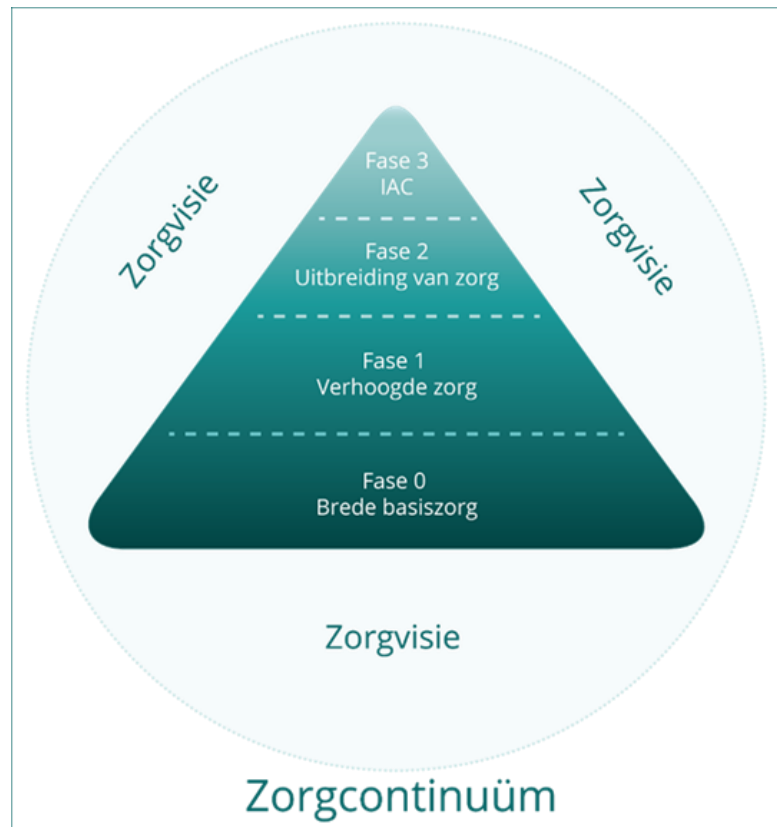 Zorgvisie
Zorgvisie
Fase 3
IAC
Fase 2
Uitbreiding van zorg
Fase 1
Verhoogde zorg
Fase 0
Brede basiszorg
Zorgvisie
Zorgcontinuüm